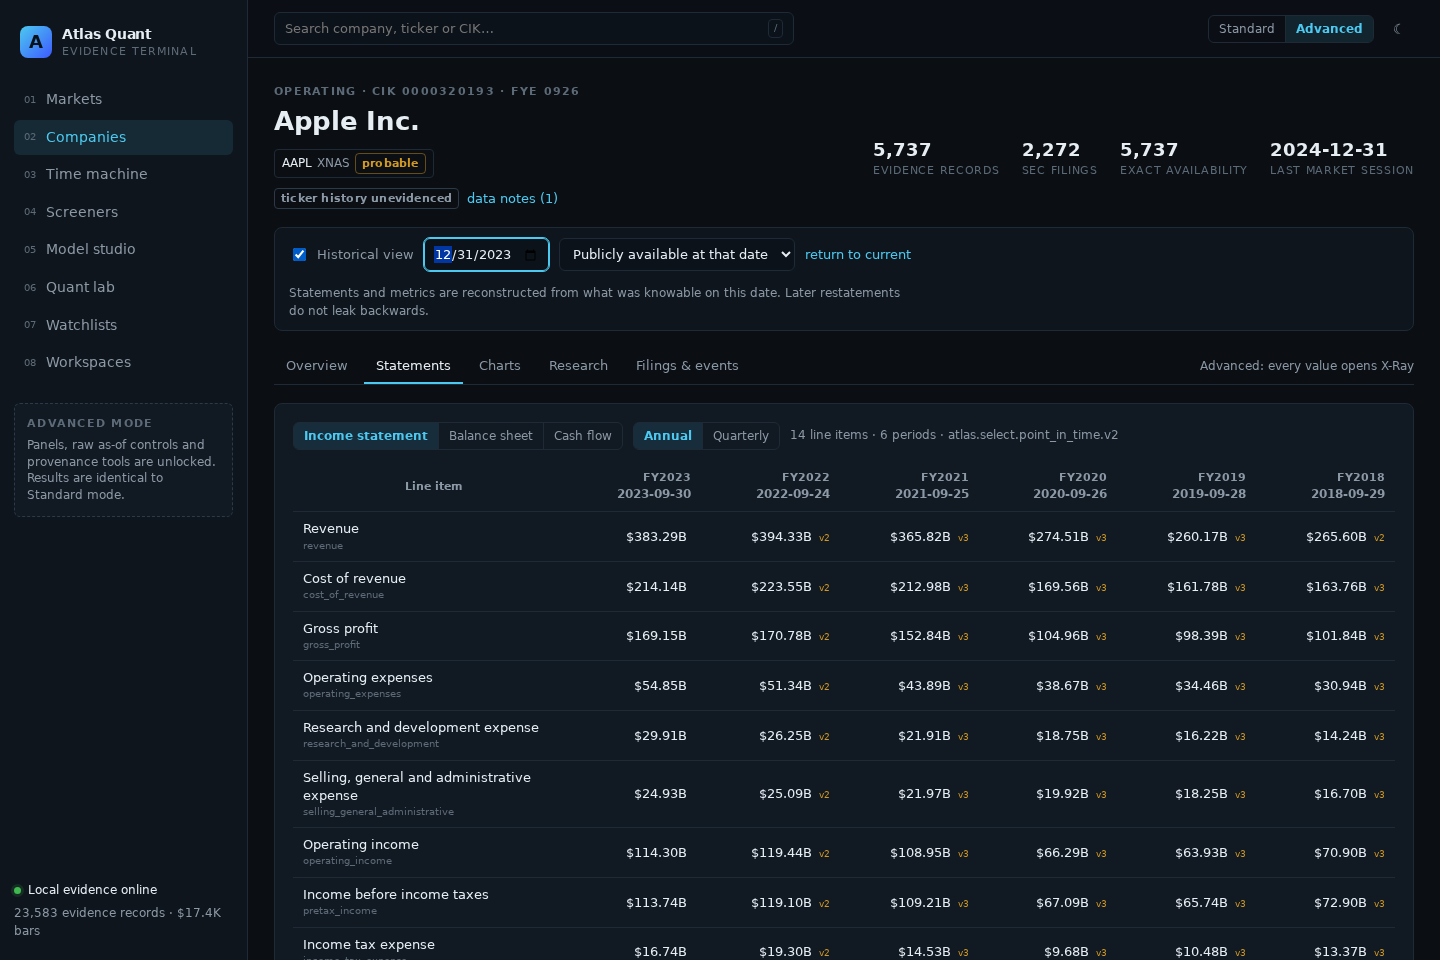 A
Atlas Quant
EVIDENCE TERMINAL
01 Markets
02 Companies
03 Time machine
04 Screeners
05 Model studio
06 Quant lab
07 Watchlists
08 Workspaces
ADVANCED MODE
Panels, raw as-of controls and
provenance tools are unlocked.
Results are identical to
Standard mode.
Local evidence online
23,583 evidence records · $17.4K
bars
Search company, ticker or CIK... /
Standard Advanced
OPERATING · CIK 0000320193 · FYE 0926
Apple Inc.
AAPL XNAS probable
ticker history unevidenced data notes (1)
5,737 2,272 5,737 2024-12-31
EVIDENCE RECORDS SEC FILINGS EXACT AVAILABILITY LAST MARKET SESSION
Historical view 12/31/2023 Publicly available at that date return to current
Statements and metrics are reconstructed from what was knowable on this date. Later restatements
do not leak backwards.
Overview Statements Charts Research Filings & events Advanced: every value opens X-Ray
Income statement Balance sheet Cash flow Annual Quarterly 14 line items · 6 periods · atlas.select.point_in_time.v2
FY2023 FY2022 FY2021 FY2020 FY2019 FY2018
Line item
2023-09-30 2022-09-24 2021-09-25 2020-09-26 2019-09-28 2018-09-29
Revenue
revenue
$383.29B $394.33B v2 $365.82B v3 $274.51B v3 $260.17B v3 $265.60B v2
Cost of revenue
cost_of_revenue
$214.14B $223.55B v2 $212.98B v3 $169.56B v3 $161.78B v3 $163.76B v3
Gross profit
gross_profit
$169.15B $170.78B v2 $152.84B v3 $104.96B v3 $98.39B v3 $101.84B v3
Operating expenses
operating_expenses
$54.85B $51.34B v2 $43.89B v3 $38.67B v3 $34.46B v3 $30.94B v3
Research and development expense
research_and_development
$29.91B $26.25B v2 $21.91B v3 $18.75B v3 $16.22B v3 $14.24B v3
Selling, general and administrative
expense
selling_general_administrative
$24.93B $25.09B v2 $21.97B v3 $19.92B v3 $18.25B v3 $16.70B v3
Operating income
operating_income
$114.30B $119.44B v2 $108.95B v3 $66.29B v3 $63.93B v3 $70.90B v3
Income before income taxes
pretax_income
$113.74B $119.10B v2 $109.21B v3 $67.09B v3 $65.74B v3 $72.90B v3
Income tax expense
$16.74B $19.30B v2 $14.53B v3 $9.68B v3 $10.48B v3 $13.37B v3